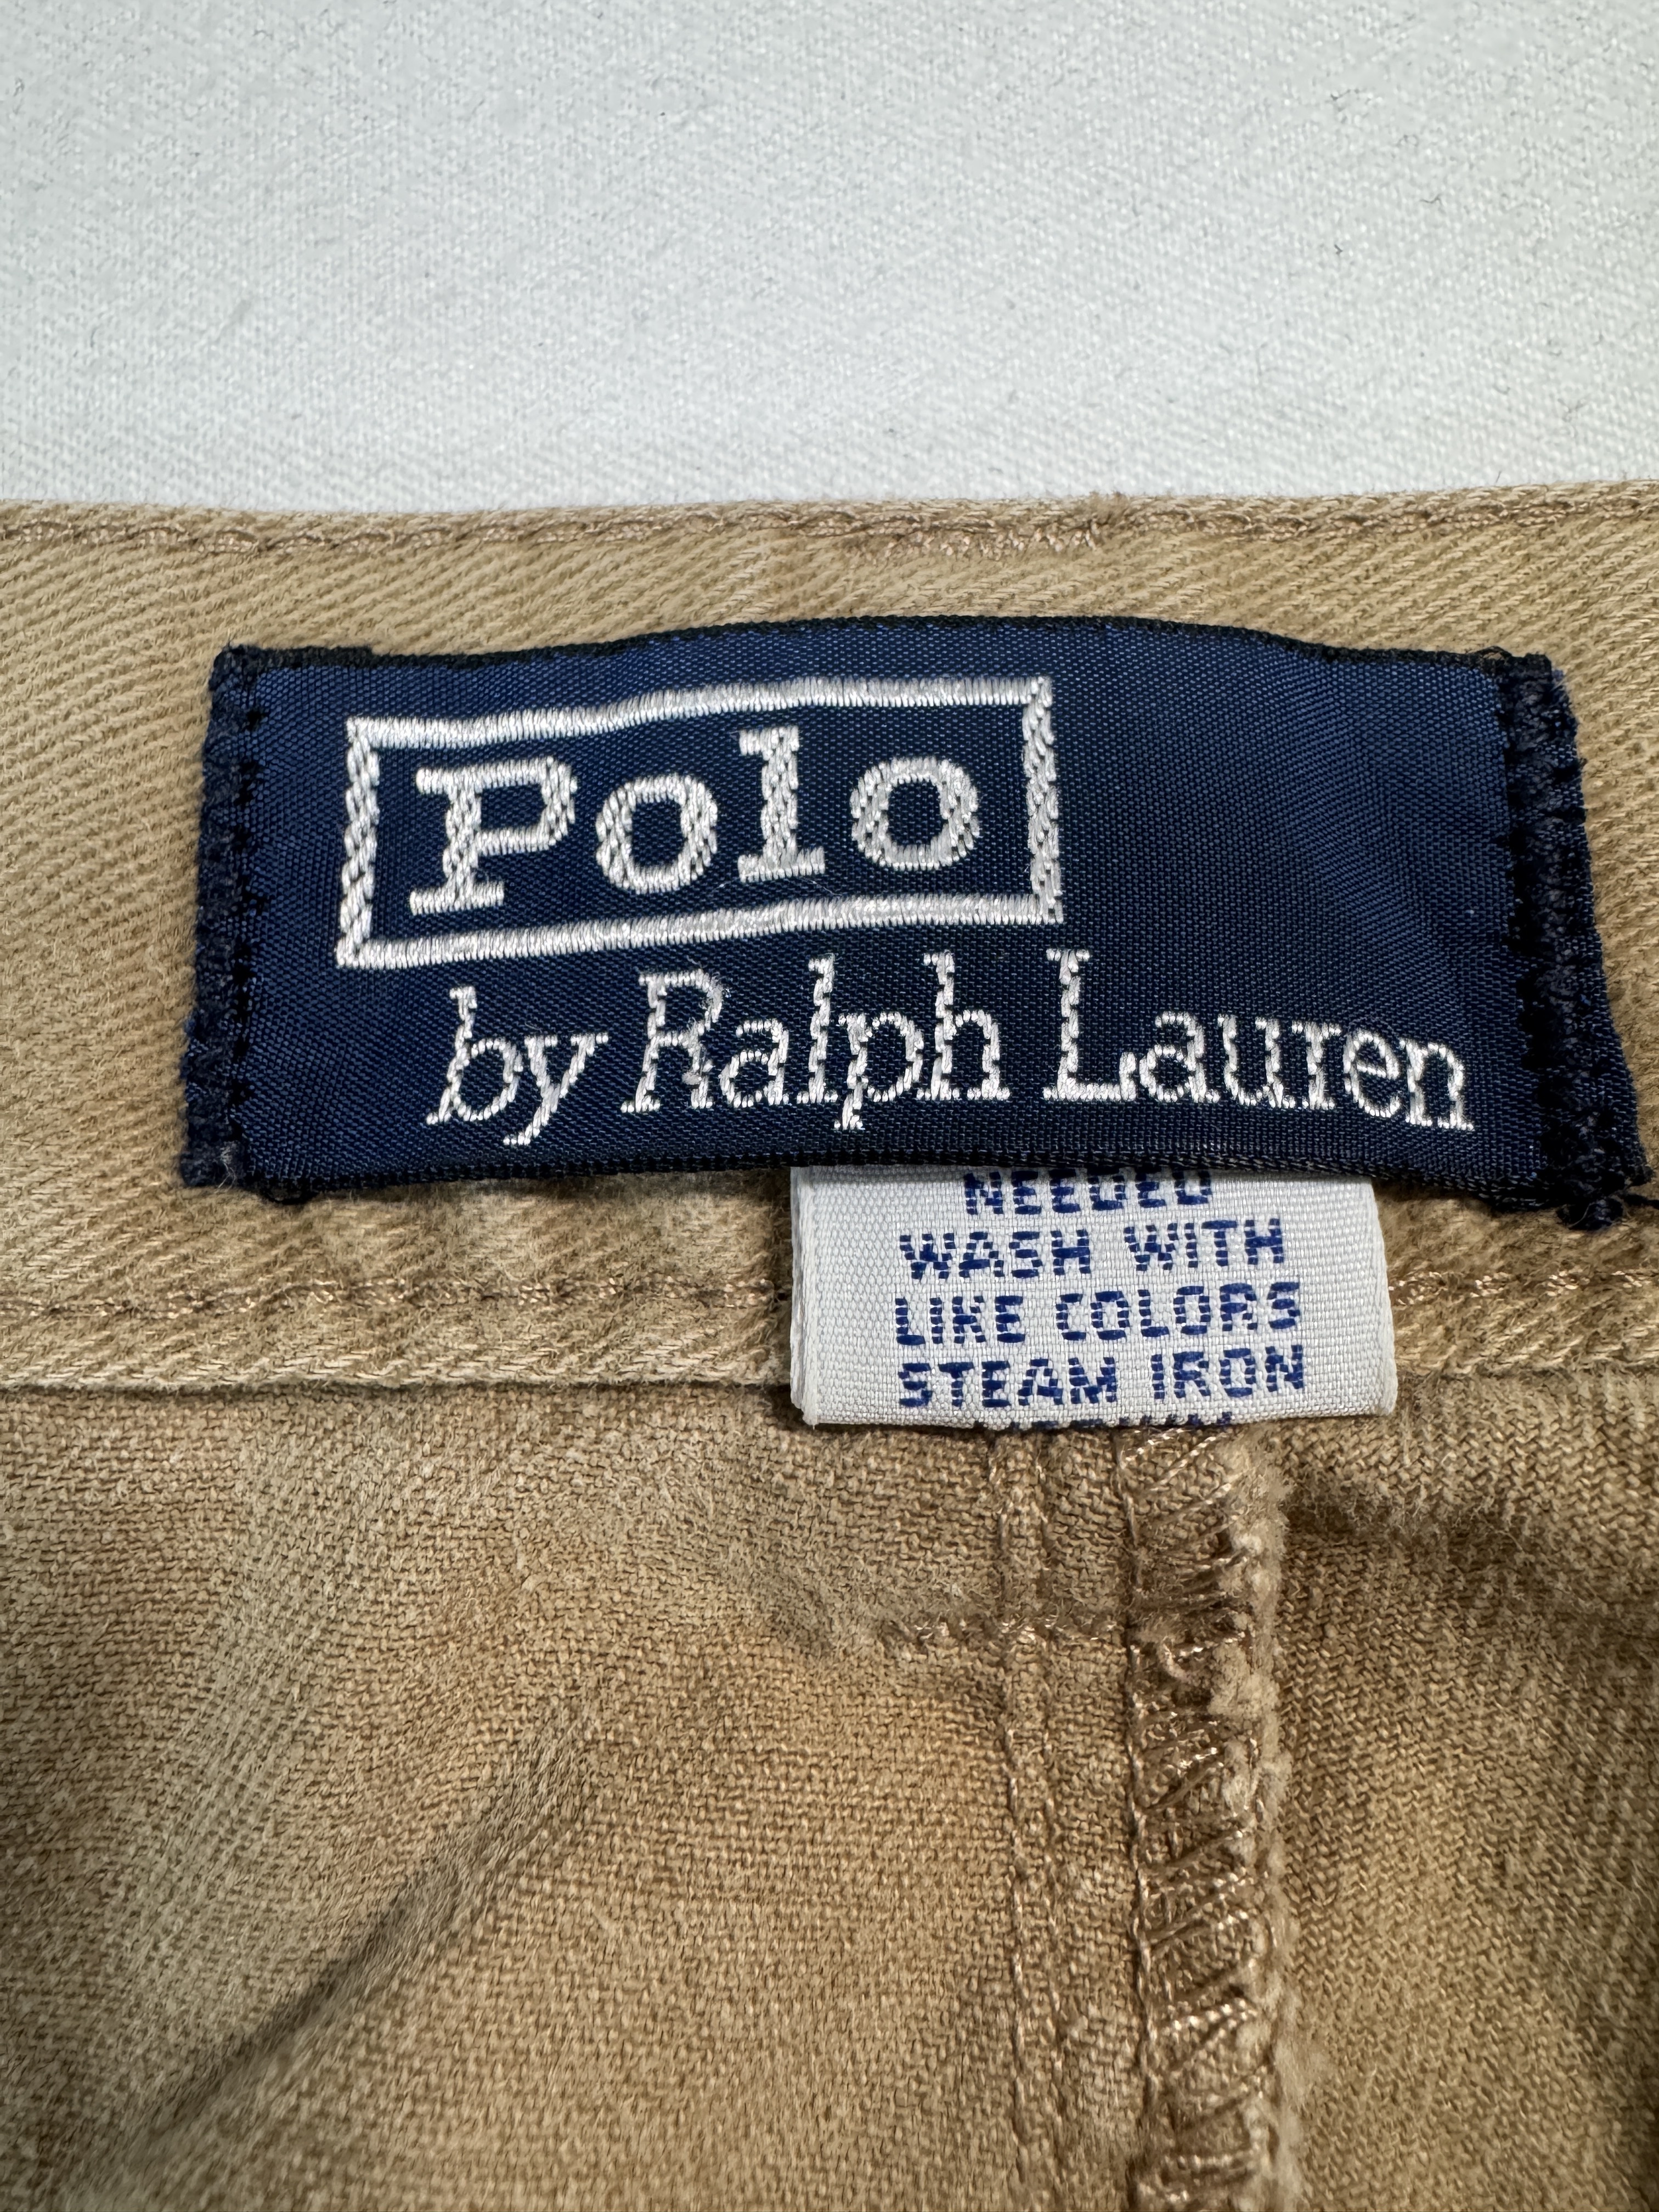 Polo
by Ralph Lauren
NEEDED
WASH WITH
LIKE COLORS
STEAM IRON